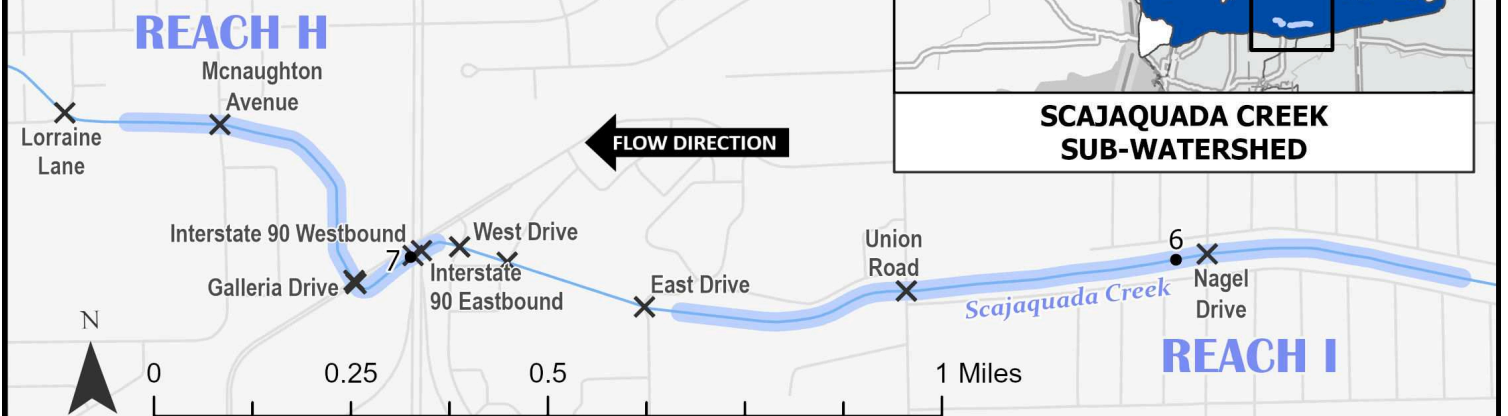 REACH H
Mcnaughton
Avenue
Lorraine
Lane
FLOW DIRECTION
SCAJAQUADA CREEK
SUB-WATERSHED
Interstate 90 Westbound
7
West Drive
Interstate
90 Eastbound
Galleria Drive
East Drive
Union
Road
6
Nagel
Drive
Scajaquada Creek
REACH I
N
0
0.25
0.5
1 Miles